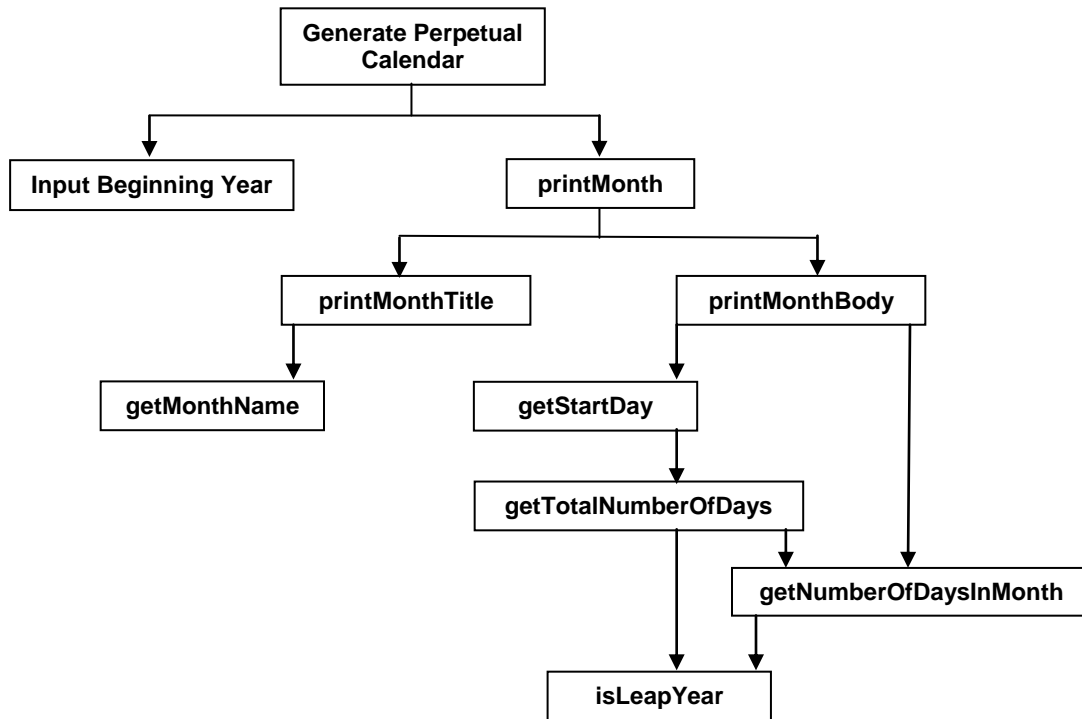 Generate Perpetual
Calendar
Input Beginning Year
printMonth
printMonthTitle
printMonthBody
getMonthName
getStartDay
getTotalNumberOfDays
getNumberOfDaysInMonth
isLeapYear